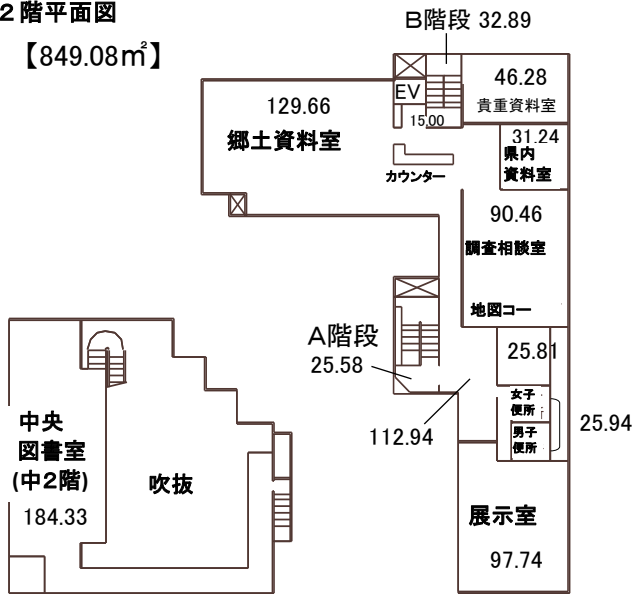 2階平面図
【849.08㎡】
B階段 32.89
46.28
貴重資料室
EV
15.00
129.66
郷土資料室
カウンター
31.24
県内
資料室
90.46
調査相談室
地図コー
A階段
25.58
25.81
女子
便所
男子
便所
25.94
112.94
中央
図書室
(中2階)
184.33
吹抜
展示室
97.74